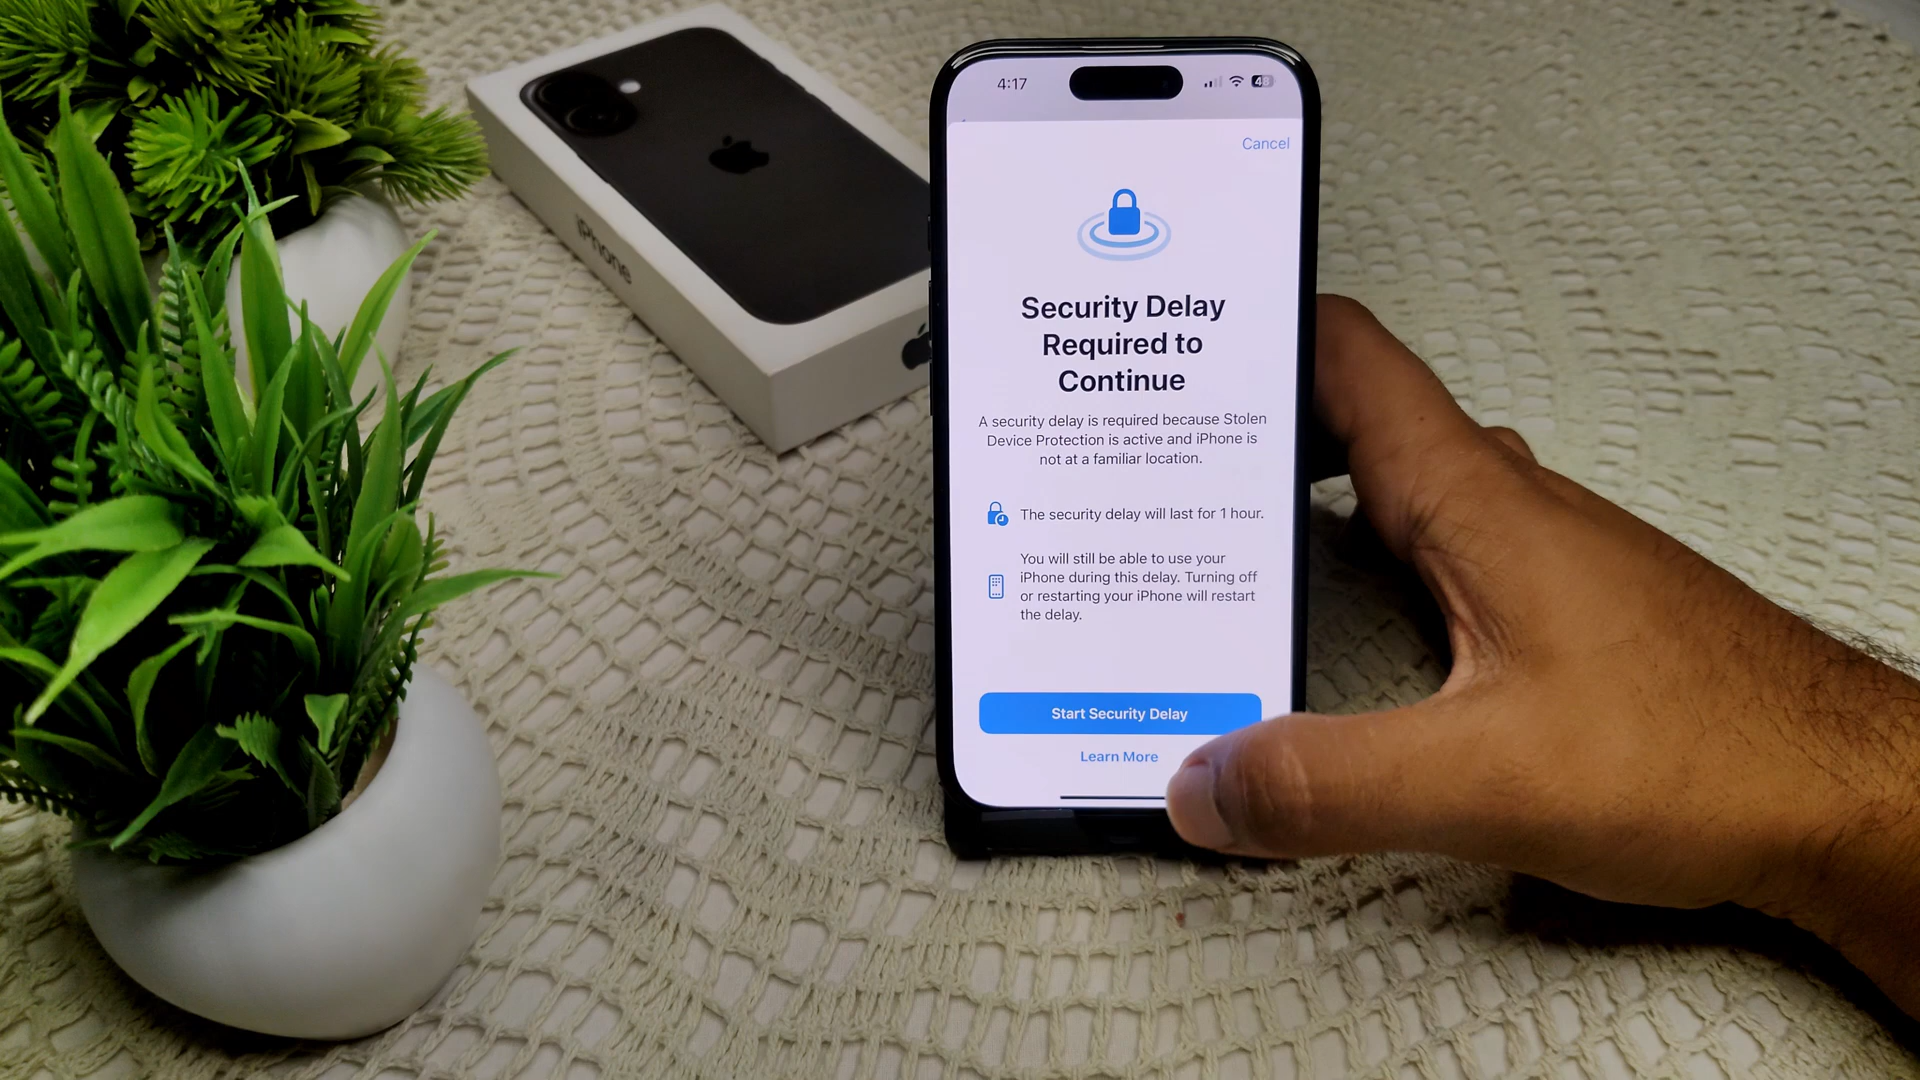 iPhone
4:17
48
Cancel
Security Delay
Required to
Continue
A security delay is required because Stolen
Device Protection is active and iPhone is
not at a familiar location.
The security delay will last for 1 hour.
You will still be able to use your
iPhone during this delay. Turning off
or restarting your iPhone will restart
the delay.
Start Security Delay
Learn More